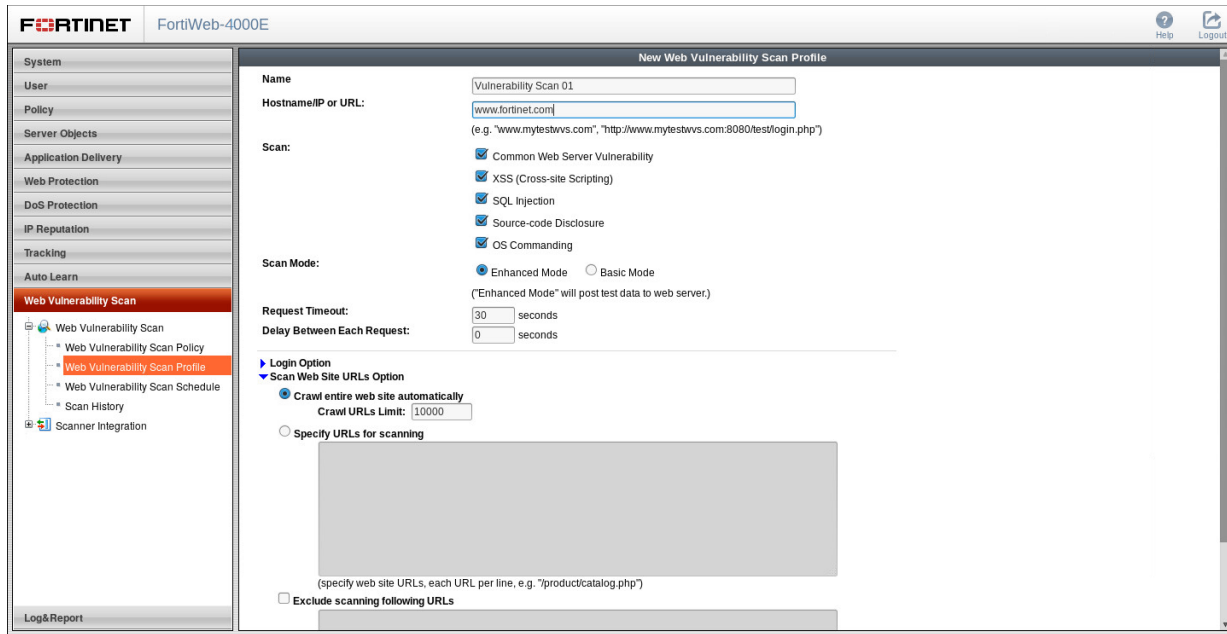 FORTINET FortiWeb-4000E
Help
Logout
System
User
Policy
Server Objects
Application Delivery
Web Protection
DoS Protection
IP Reputation
Tracking
Auto Learn
Web Vulnerability Scan
Web Vulnerability Scan
Web Vulnerability Scan Policy
Web Vulnerability Scan Profile
Web Vulnerability Scan Schedule
Scan History
Scanner Integration
Log&Report
New Web Vulnerability Scan Profile
Name Vulnerability Scan 01
Hostname/IP or URL: www.fortinet.com
(e.g. "www.mytestwvs.com", "http://www.mytestwvs.com:8080/test/login.php")
Scan:
Common Web Server Vulnerability
XSS (Cross-site Scripting)
SQL Injection
Source-code Disclosure
OS Commanding
Scan Mode:
Enhanced Mode Basic Mode
("Enhanced Mode" will post test data to web server.)
Request Timeout: 30 seconds
Delay Between Each Request: 0 seconds
Login Option
Scan Web Site URLs Option
Crawl entire web site automatically
Crawl URLs Limit: 10000
Specify URLs for scanning
(specify web site URLs, each URL per line, e.g. "/product/catalog.php")
Exclude scanning following URLs